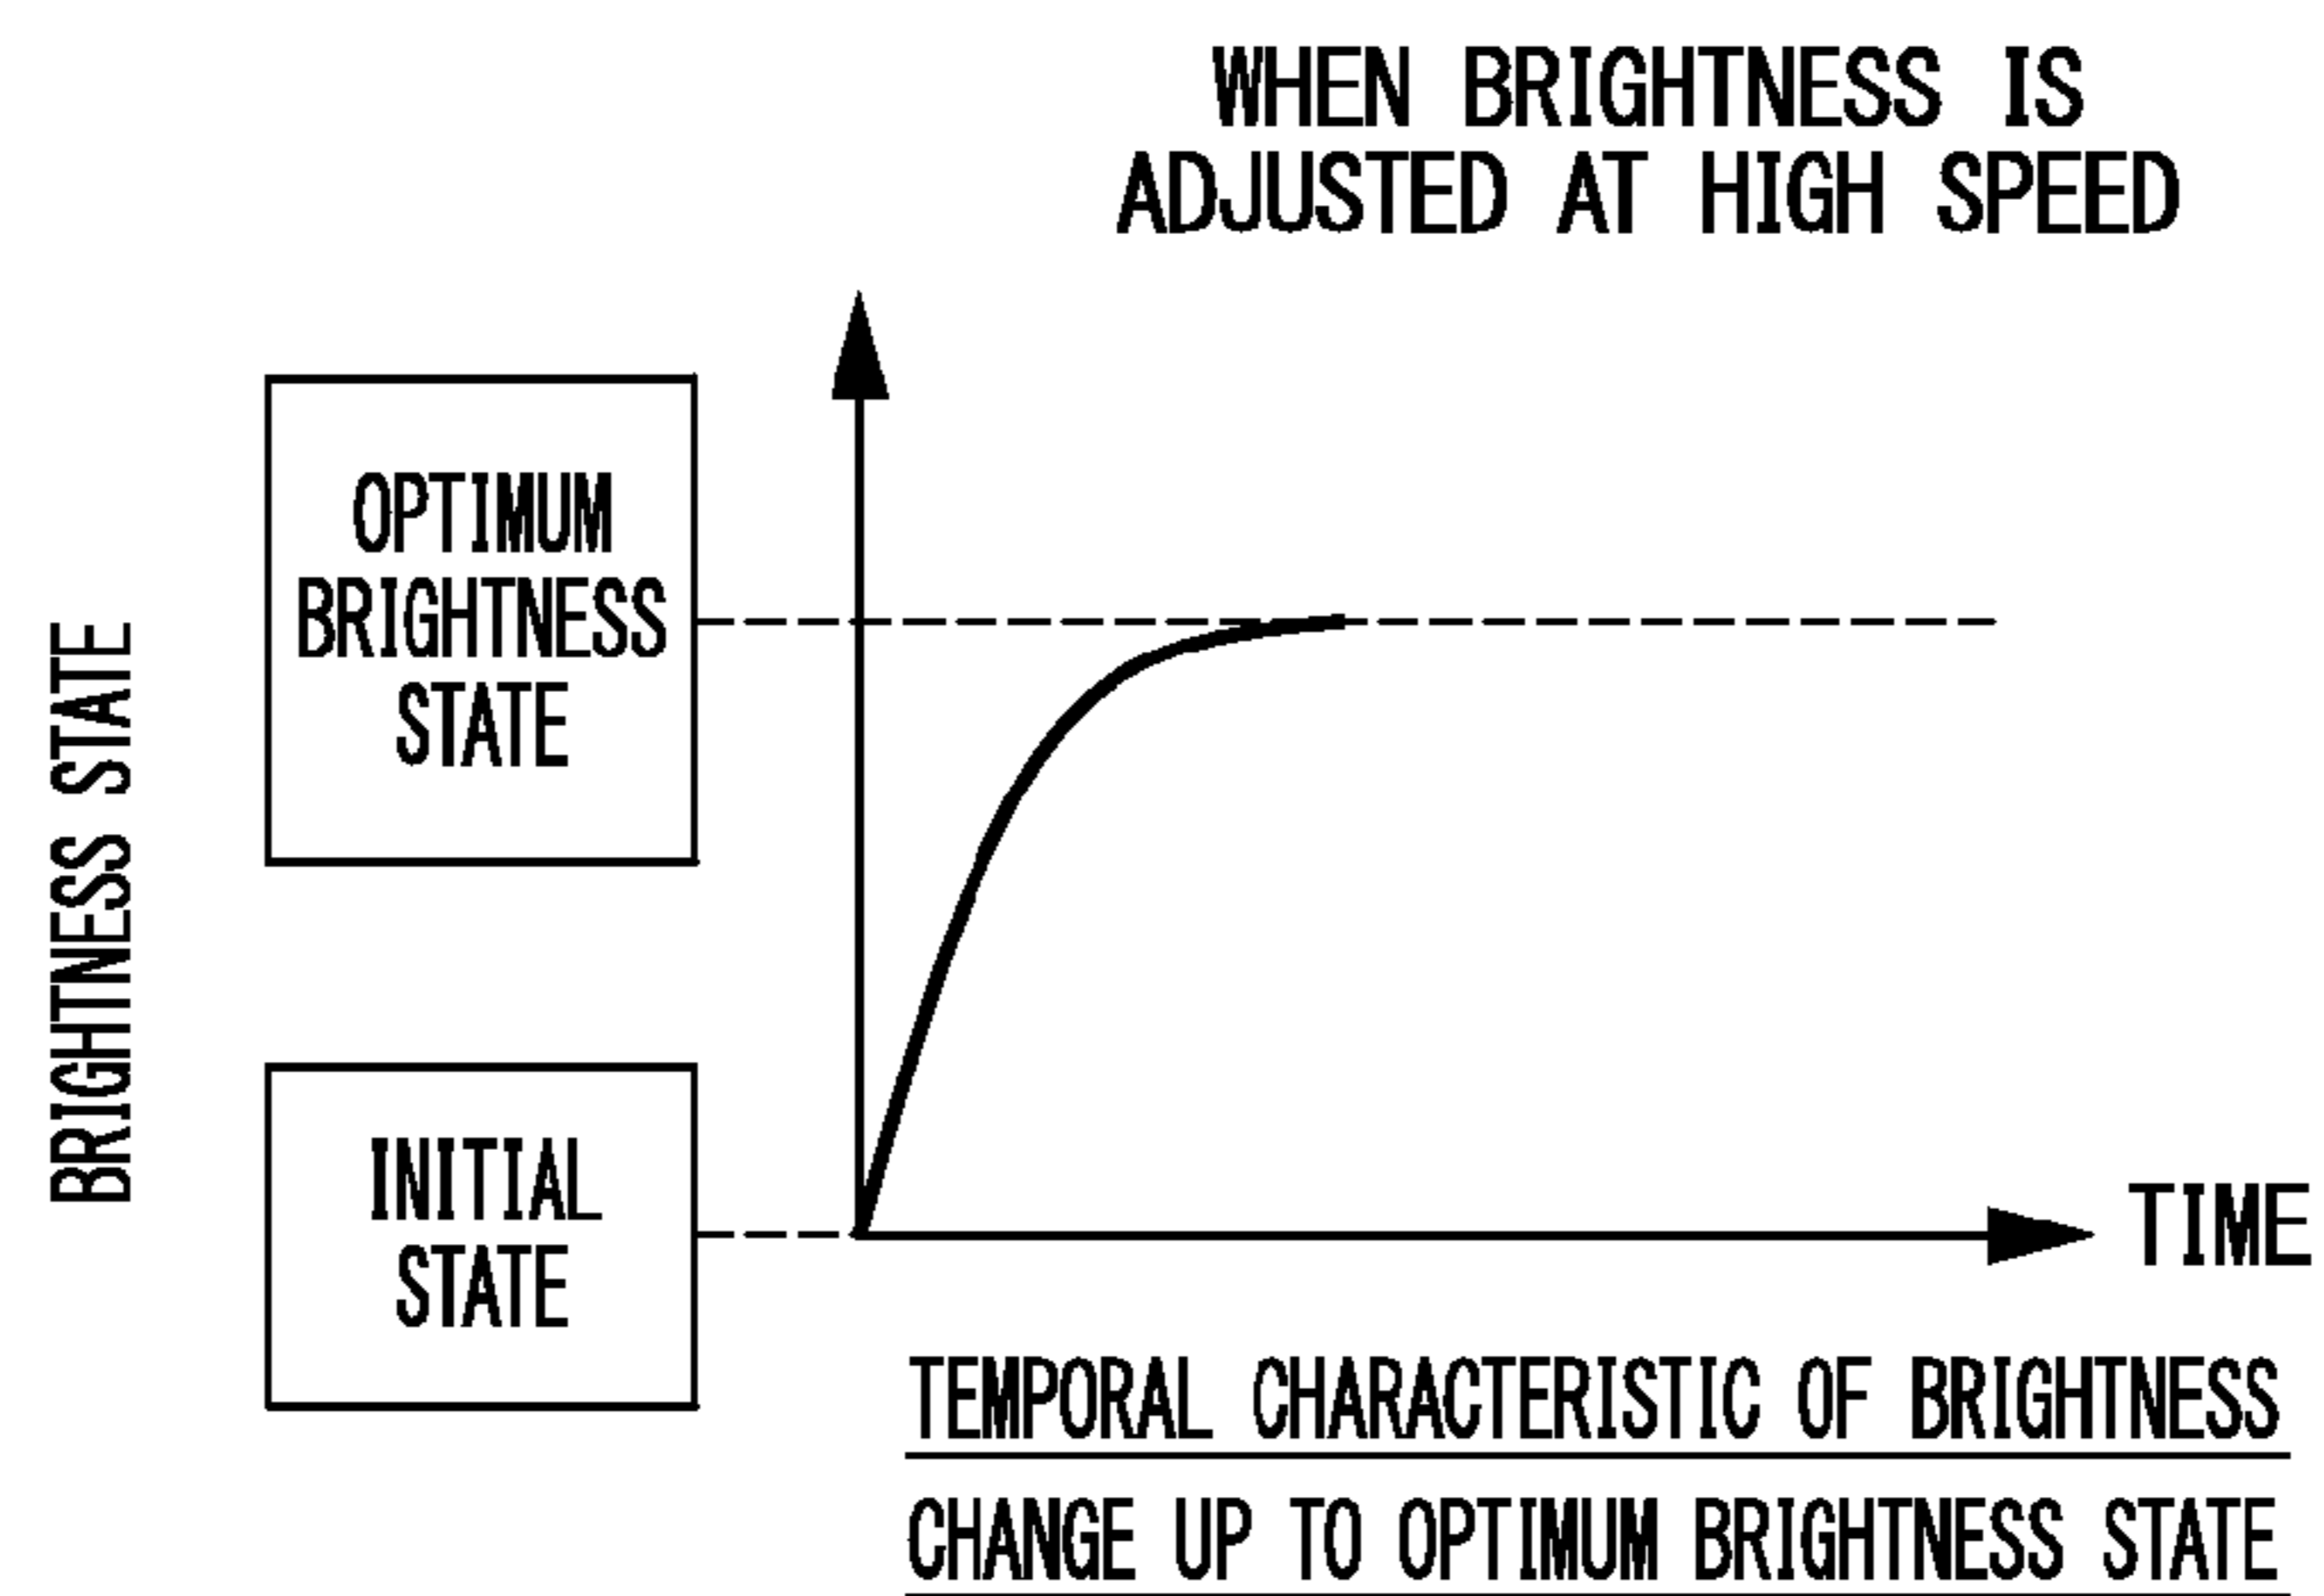 WHEN BRIGHTNESS IS
ADJUSTED AT HIGH SPEED
BRIGHTNESS STATE
OPTIMUM
BRIGHTNESS
STATE
INITIAL
STATE
TIME
TEMPORAL CHARACTERISTIC OF BRIGHTNESS
CHANGE UP TO OPTIMUM BRIGHTNESS STATE